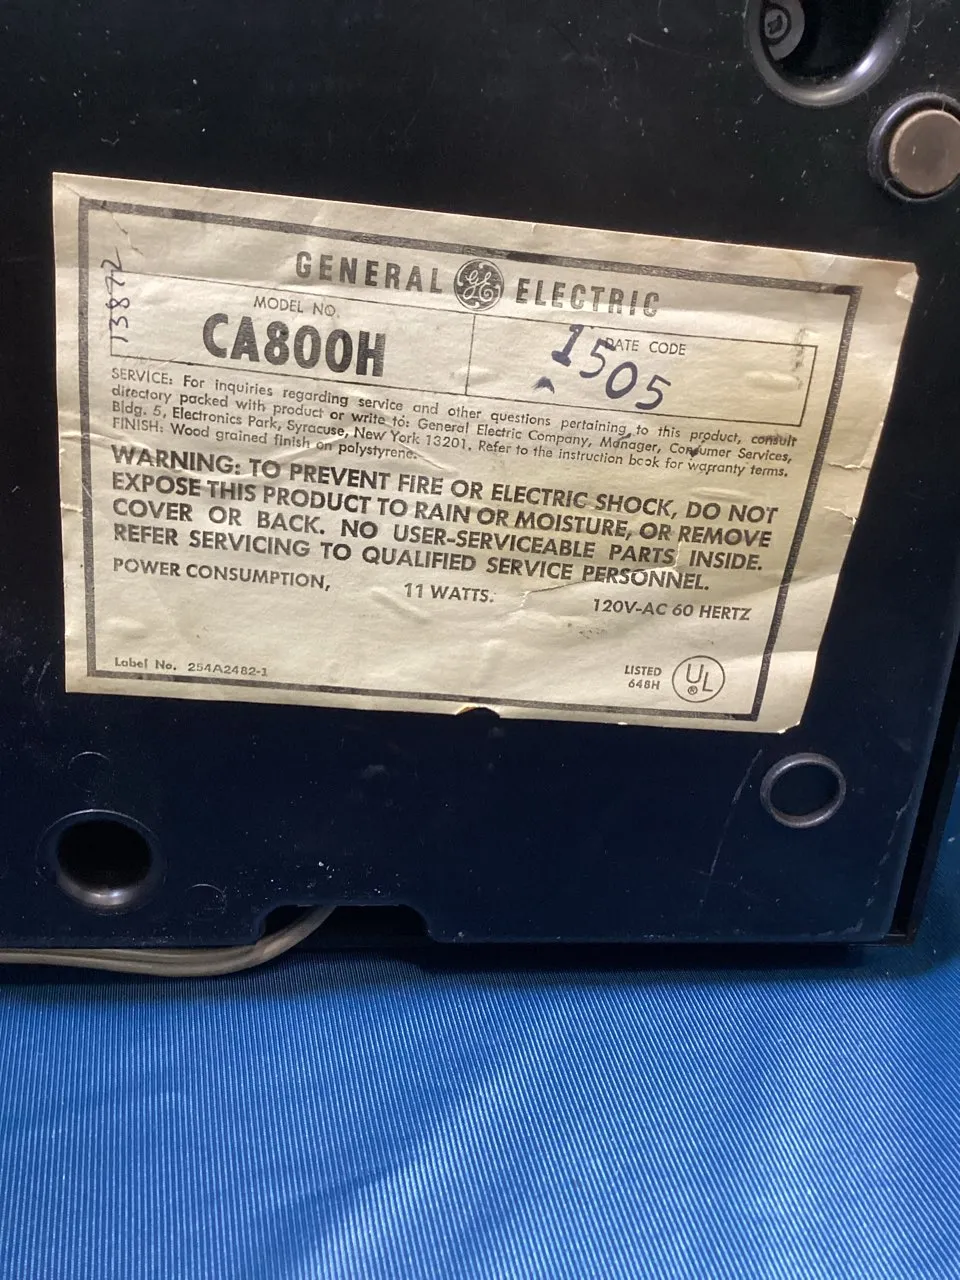 GENERAL GE ELECTRIC
13872
MODEL NO.
CA800H
DATE CODE
1505
SERVICE: For inquiries regarding service and other questions pertaining to this product, consult
directory packed with product or write to: General Electric Company, Manager, Consumer Services,
Bldg. 5, Electronics Park, Syracuse, New York 13201. Refer to the instruction book for warranty terms.
FINISH: Wood grained finish on polystyrene.
WARNING: TO PREVENT FIRE OR ELECTRIC SHOCK, DO NOT
EXPOSE THIS PRODUCT TO RAIN OR MOISTURE, OR REMOVE
COVER OR BACK. NO USER-SERVICEABLE PARTS INSIDE.
REFER SERVICING TO QUALIFIED SERVICE PERSONNEL.
POWER CONSUMPTION, 11 WATTS. 120V-AC 60 HERTZ
Label No. 254A2482-1
LISTED
648H
UL
®